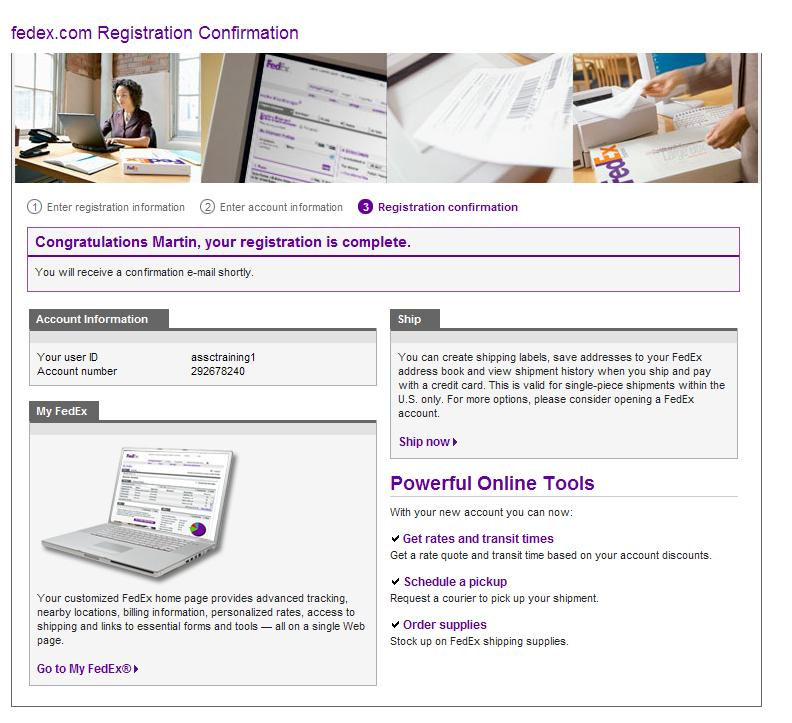 fedex.com Registration Confirmation
FedEx
FedEx
FedEx
1 Enter registration information 2 Enter account information 3 Registration confirmation
Congratulations Martin, your registration is complete.
You will receive a confirmation e-mail shortly.
Account Information
Your user ID assctraining1
Account number 292678240
My FedEx
Your customized FedEx home page provides advanced tracking,
nearby locations, billing information, personalized rates, access to
shipping and links to essential forms and tools — all on a single Web
page.
Go to My FedEx®
Ship
You can create shipping labels, save addresses to your FedEx
address book and view shipment history when you ship and pay
with a credit card. This is valid for single-piece shipments within the
U.S. only. For more options, please consider opening a FedEx
account.
Ship now
Powerful Online Tools
With your new account you can now:
Get rates and transit times
Get a rate quote and transit time based on your account discounts.
Schedule a pickup
Request a courier to pick up your shipment.
Order supplies
Stock up on FedEx shipping supplies.